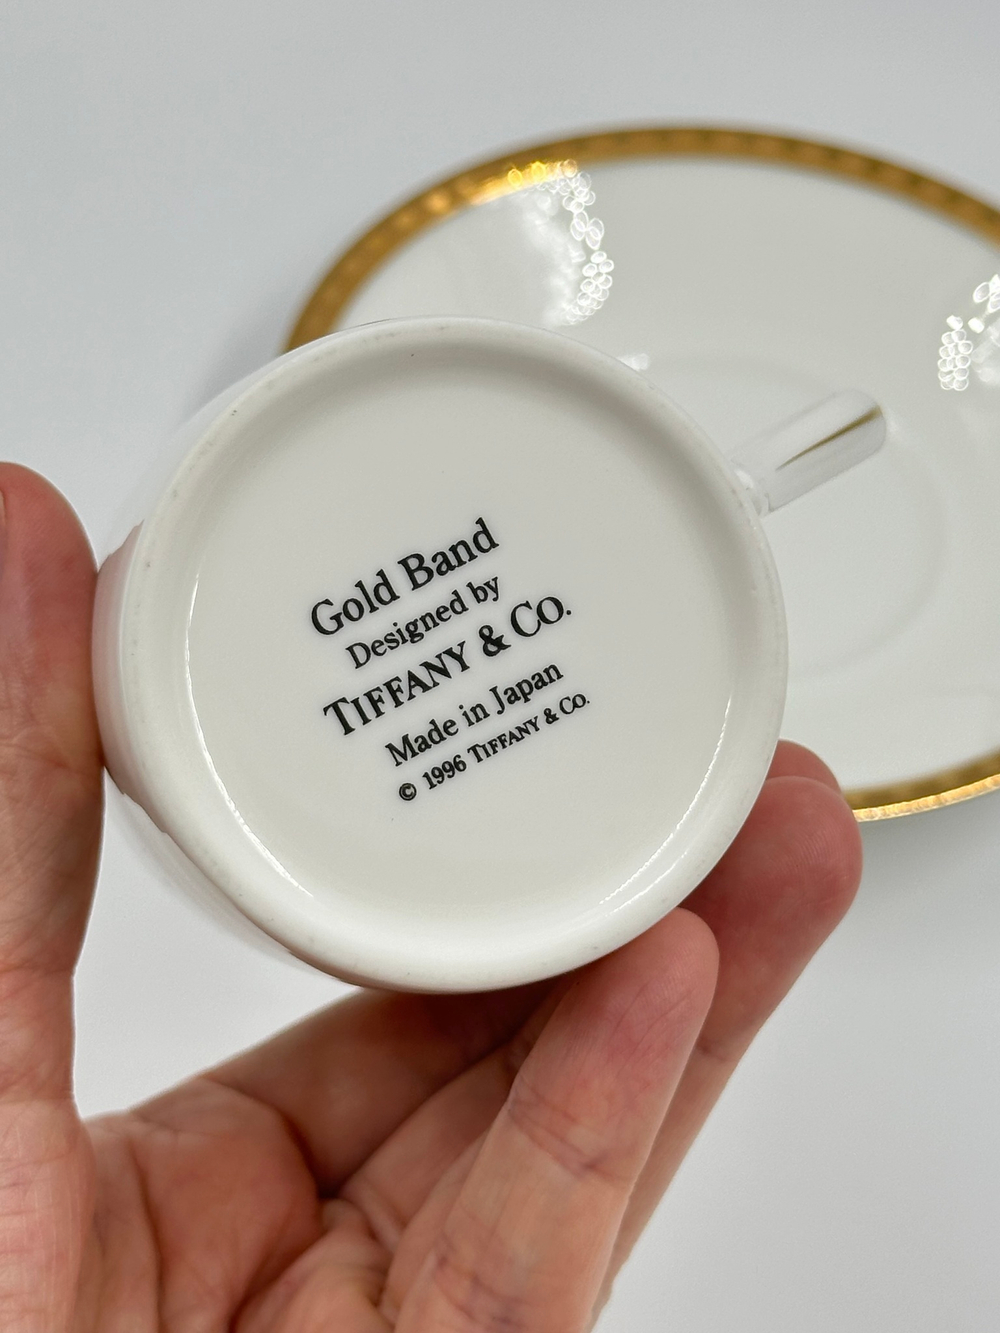 Gold Band
Designed by
TIFFANY & CO.
Made in Japan
© 1996 TIFFANY & CO.